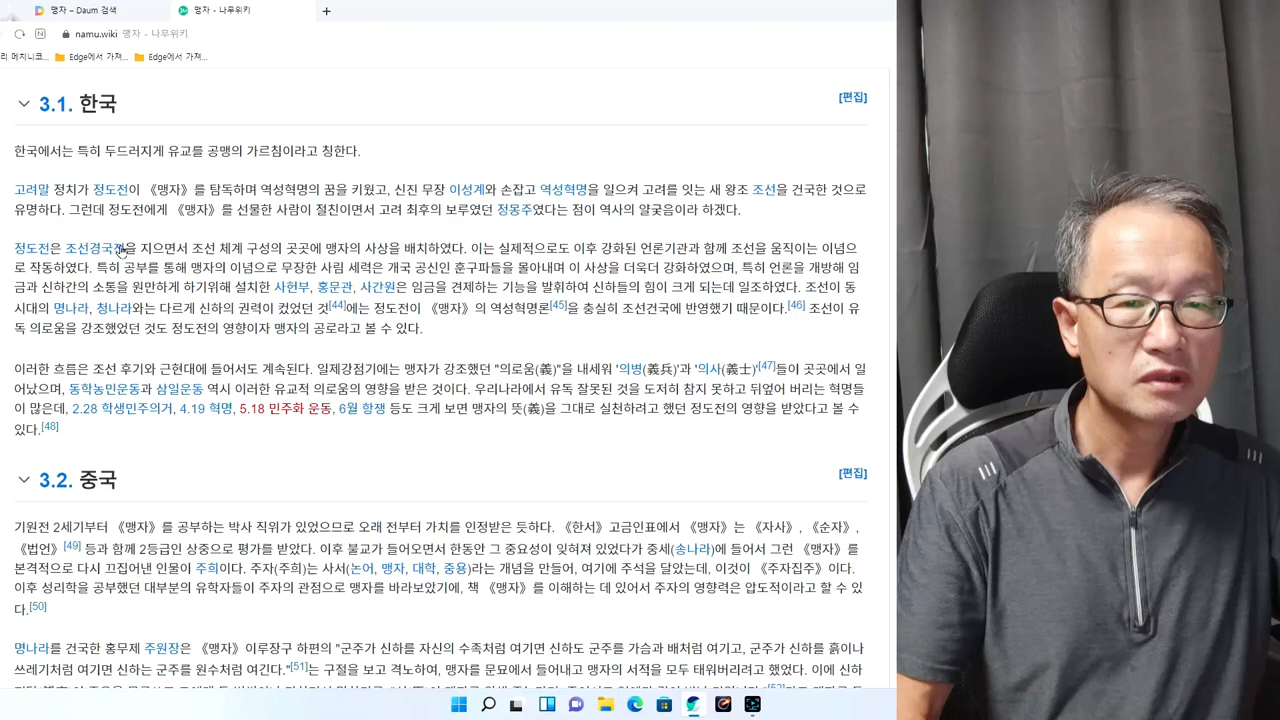 맹자 – Daum 검색
맹자 - 나무위키
namu.wiki 맹자 - 나무위키
리 메치니코...
Edge에서 가져...
Edge에서 가져...
3.1. 한국
[편집]
한국에서는 특히 두드러지게 유교를 공맹의 가르침이라고 칭한다.
고려말 정치가 정도전이 《맹자》를 탐독하며 역성혁명의 꿈을 키웠고, 신진 무장 이성계와 손잡고 역성혁명을 일으켜 고려를 잇는 새 왕조 조선을 건국한 것으로
유명하다. 그런데 정도전에게 《맹자》를 선물한 사람이 절친이면서 고려 최후의 보루였던 정몽주였다는 점이 역사의 얄궂음이라 하겠다.
정도전은 조선경국전을 지으면서 조선 체계 구성의 곳곳에 맹자의 사상을 배치하였다. 이는 실제적으로도 이후 강화된 언론기관과 함께 조선을 움직이는 이념으
로 작동하였다. 특히 공부를 통해 맹자의 이념으로 무장한 사림 세력은 개국 공신인 훈구파들을 몰아내며 이 사상을 더욱더 강화하였으며, 특히 언론을 개방해 임
금과 신하간의 소통을 원만하게 하기위해 설치한 사헌부, 홍문관, 사간원은 임금을 견제하는 기능을 발휘하여 신하들의 힘이 크게 되는데 일조하였다. 조선이 동
시대의 명나라, 청나라와는 다르게 신하의 권력이 컸었던 것[44]에는 정도전이 《맹자》의 역성혁명론[45]을 충실히 조선건국에 반영했기 때문이다.[46] 조선이 유
독 의로움을 강조했었던 것도 정도전의 영향이자 맹자의 공로라고 볼 수 있다.
이러한 흐름은 조선 후기와 근현대에 들어서도 계속된다. 일제강점기에는 맹자가 강조했던 "의로움(義)"을 내세워 '의병(義兵)'과 '의사(義士)'[47]들이 곳곳에서 일
어났으며, 동학농민운동과 삼일운동 역시 이러한 유교적 의로움의 영향을 받은 것이다. 우리나라에서 유독 잘못된 것을 도저히 참지 못하고 뒤엎어 버리는 혁명들
이 많은데, 2.28 학생민주의거, 4.19 혁명, 5.18 민주화 운동, 6월 항쟁 등도 크게 보면 맹자의 뜻(義)을 그대로 실천하려고 했던 정도전의 영향을 받았다고 볼 수
있다.[48]
3.2. 중국
[편집]
기원전 2세기부터 《맹자》를 공부하는 박사 직위가 있었으므로 오래 전부터 가치를 인정받은 듯하다. 《한서》고금인표에서 《맹자》는 《자사》, 《순자》,
《법언》[49] 등과 함께 2등급인 상중으로 평가를 받았다. 이후 불교가 들어오면서 한동안 그 중요성이 잊혀져 있었다가 중세(송나라)에 들어서 그런 《맹자》를
본격적으로 다시 끄집어낸 인물이 주희이다. 주자(주희)는 사서(논어, 맹자, 대학, 중용)라는 개념을 만들어, 여기에 주석을 달았는데, 이것이 《주자집주》이다.
이후 성리학을 공부했던 대부분의 유학자들이 주자의 관점으로 맹자를 바라보았기에, 책 《맹자》를 이해하는 데 있어서 주자의 영향력은 압도적이라고 할 수 있
다.[50]
명나라를 건국한 홍무제 주원장은 《맹자》이루장구 하편의 "군주가 신하를 자신의 수족처럼 여기면 신하도 군주를 가슴과 배처럼 여기고, 군주가 신하를 흙이나
쓰레기처럼 여기면 신하는 군주를 원수처럼 여긴다."[51]는 구절을 보고 격노하여, 맹자를 문묘에서 들어내고 맹자의 서적을 모두 태워버리려고 했었다. 이에 신하